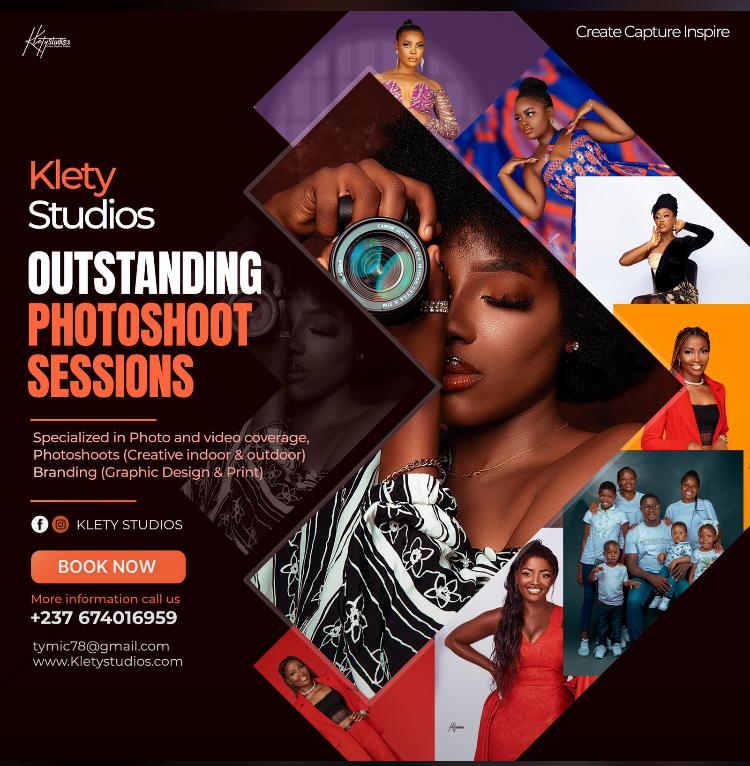 KletyStudios
Create Capture Inspire
Klety
Studios
OUTSTANDING
PHOTOSHOOT
SESSIONS
Specialized in Photo and video coverage,
Photoshoots (Creative indoor & outdoor)
Branding (Graphic Design & Print)
KLETY STUDIOS
BOOK NOW
More information call us
+237 674016959
tymic78@gmail.com
www.Kletystudios.com